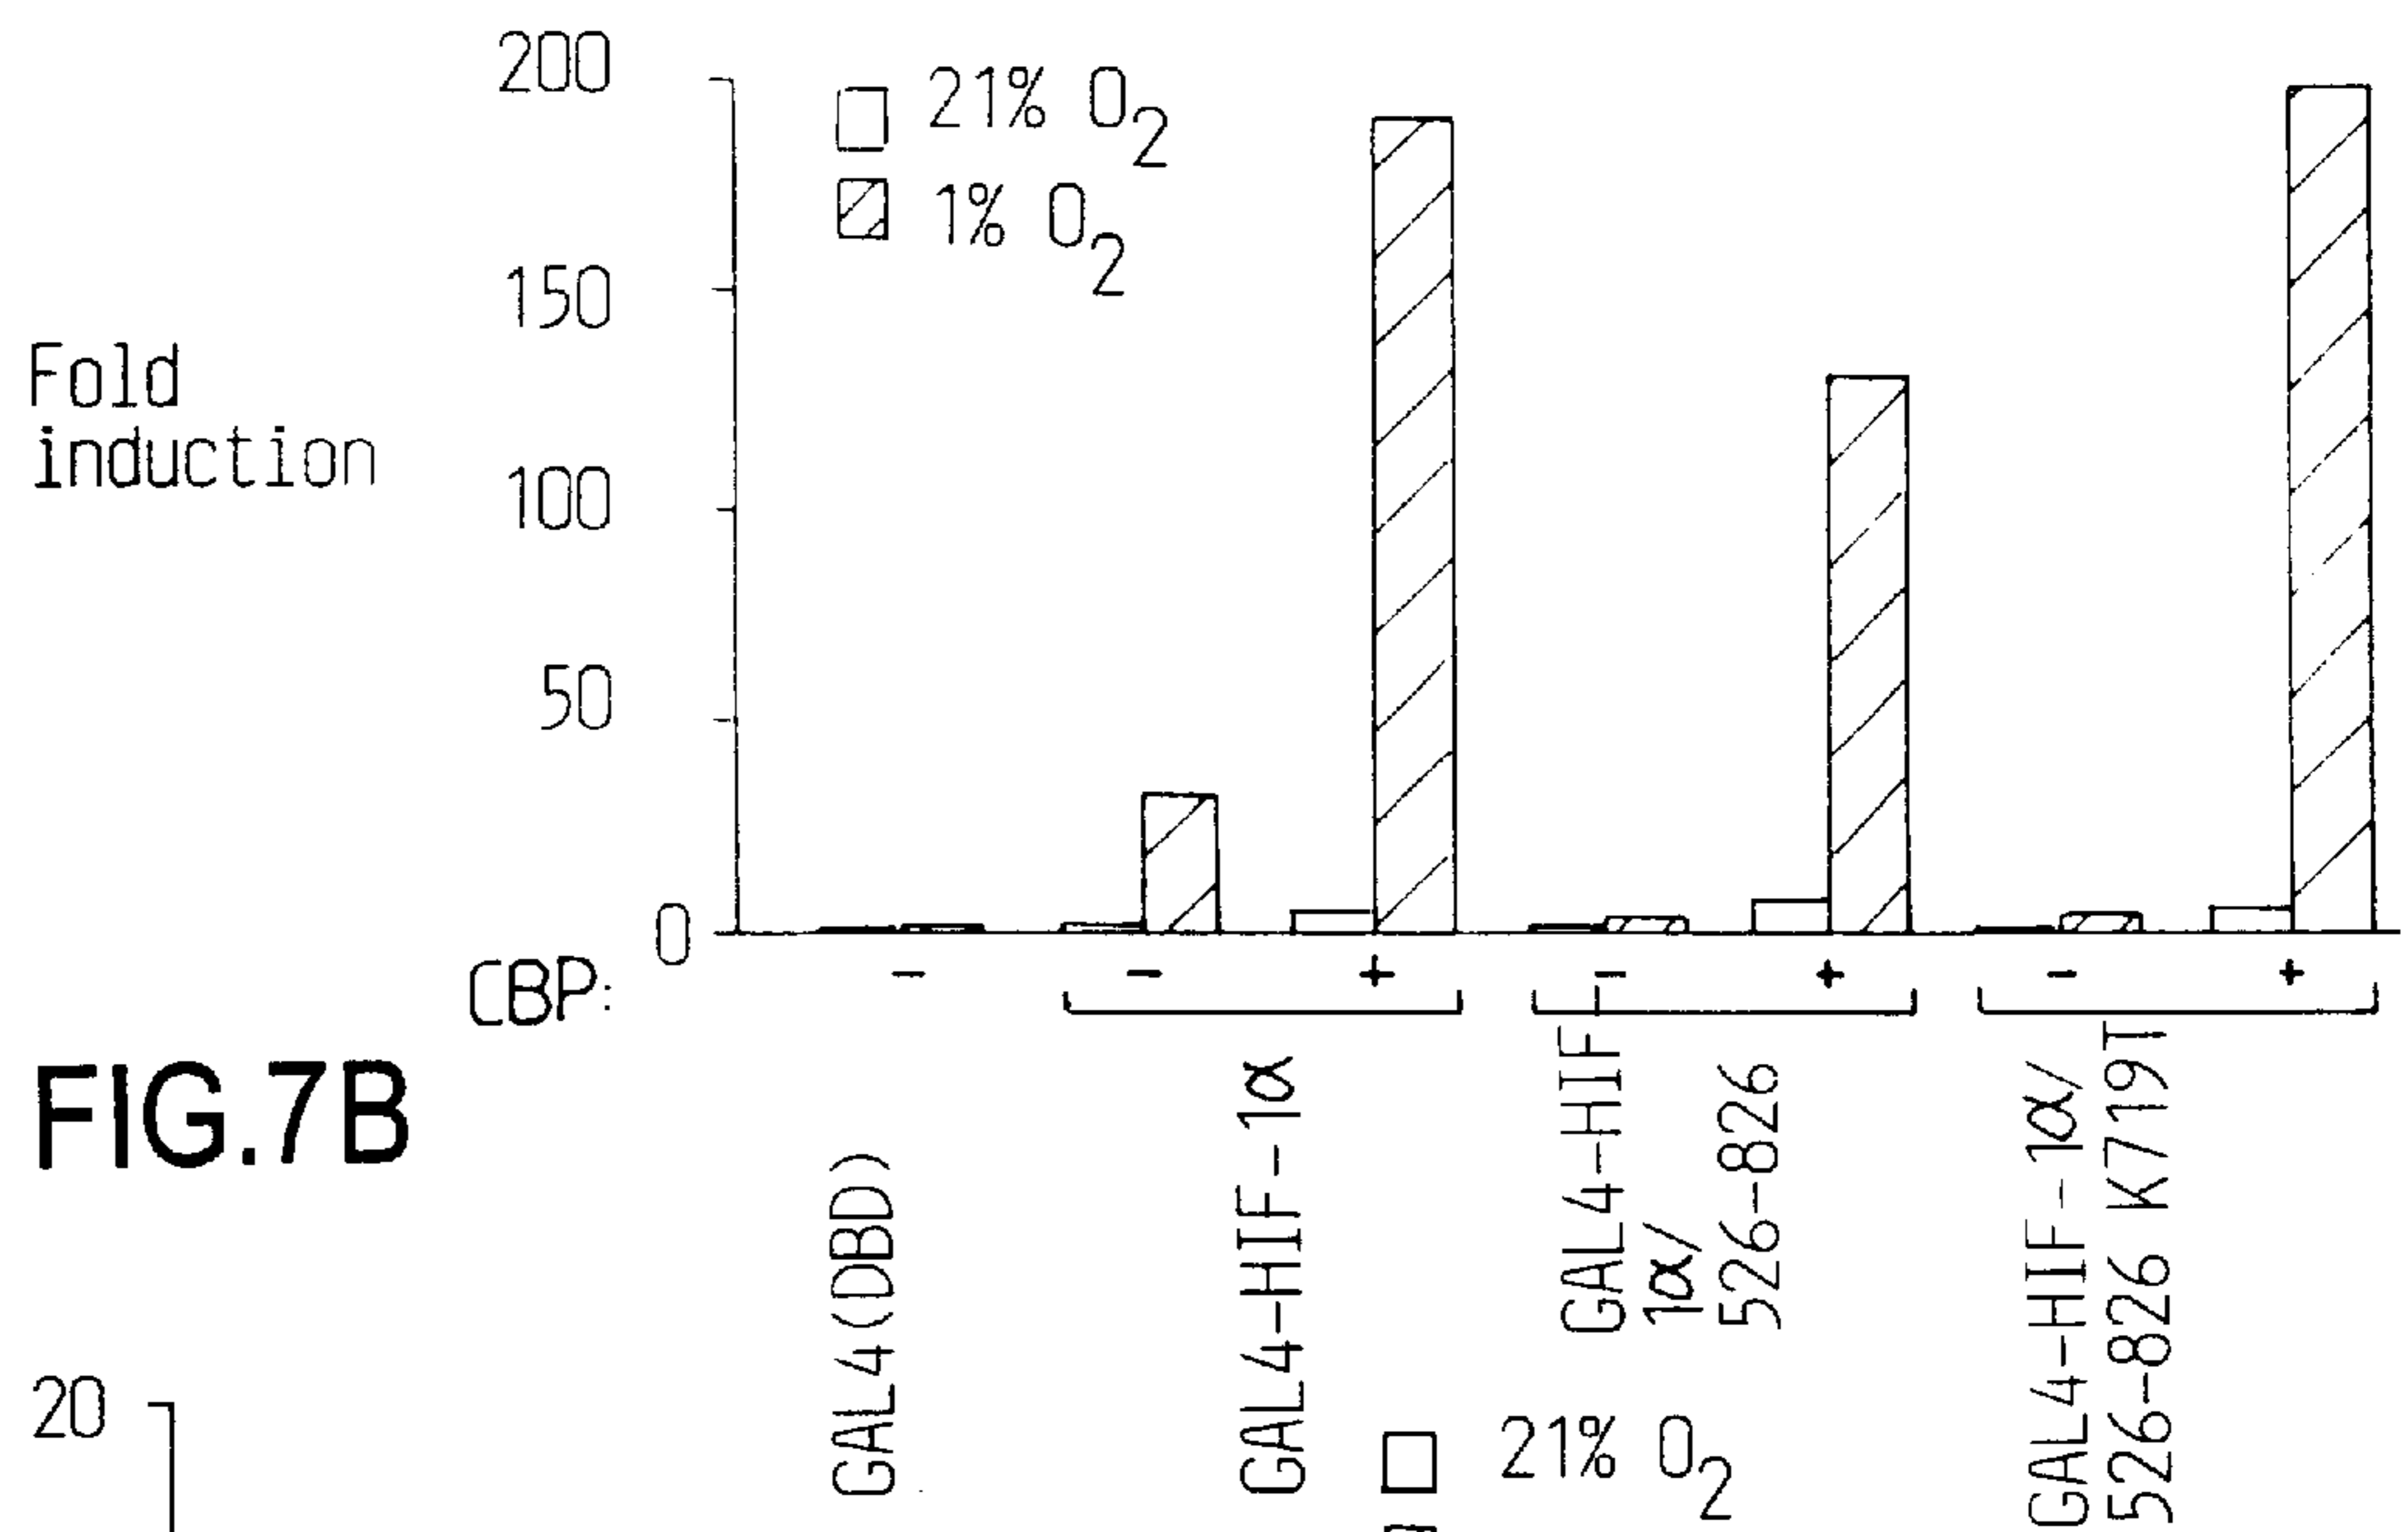 200
21% O2
1% O2
150
Fold
induction
100
50
0
CBP: - - + - + - +
GAL4(DBD)
GAL4-HIF-1α
GAL4-HIF-
1α/
526-826
GAL4-HIF-1α/
526-826 K719T
FIG.7B
20
21% O2